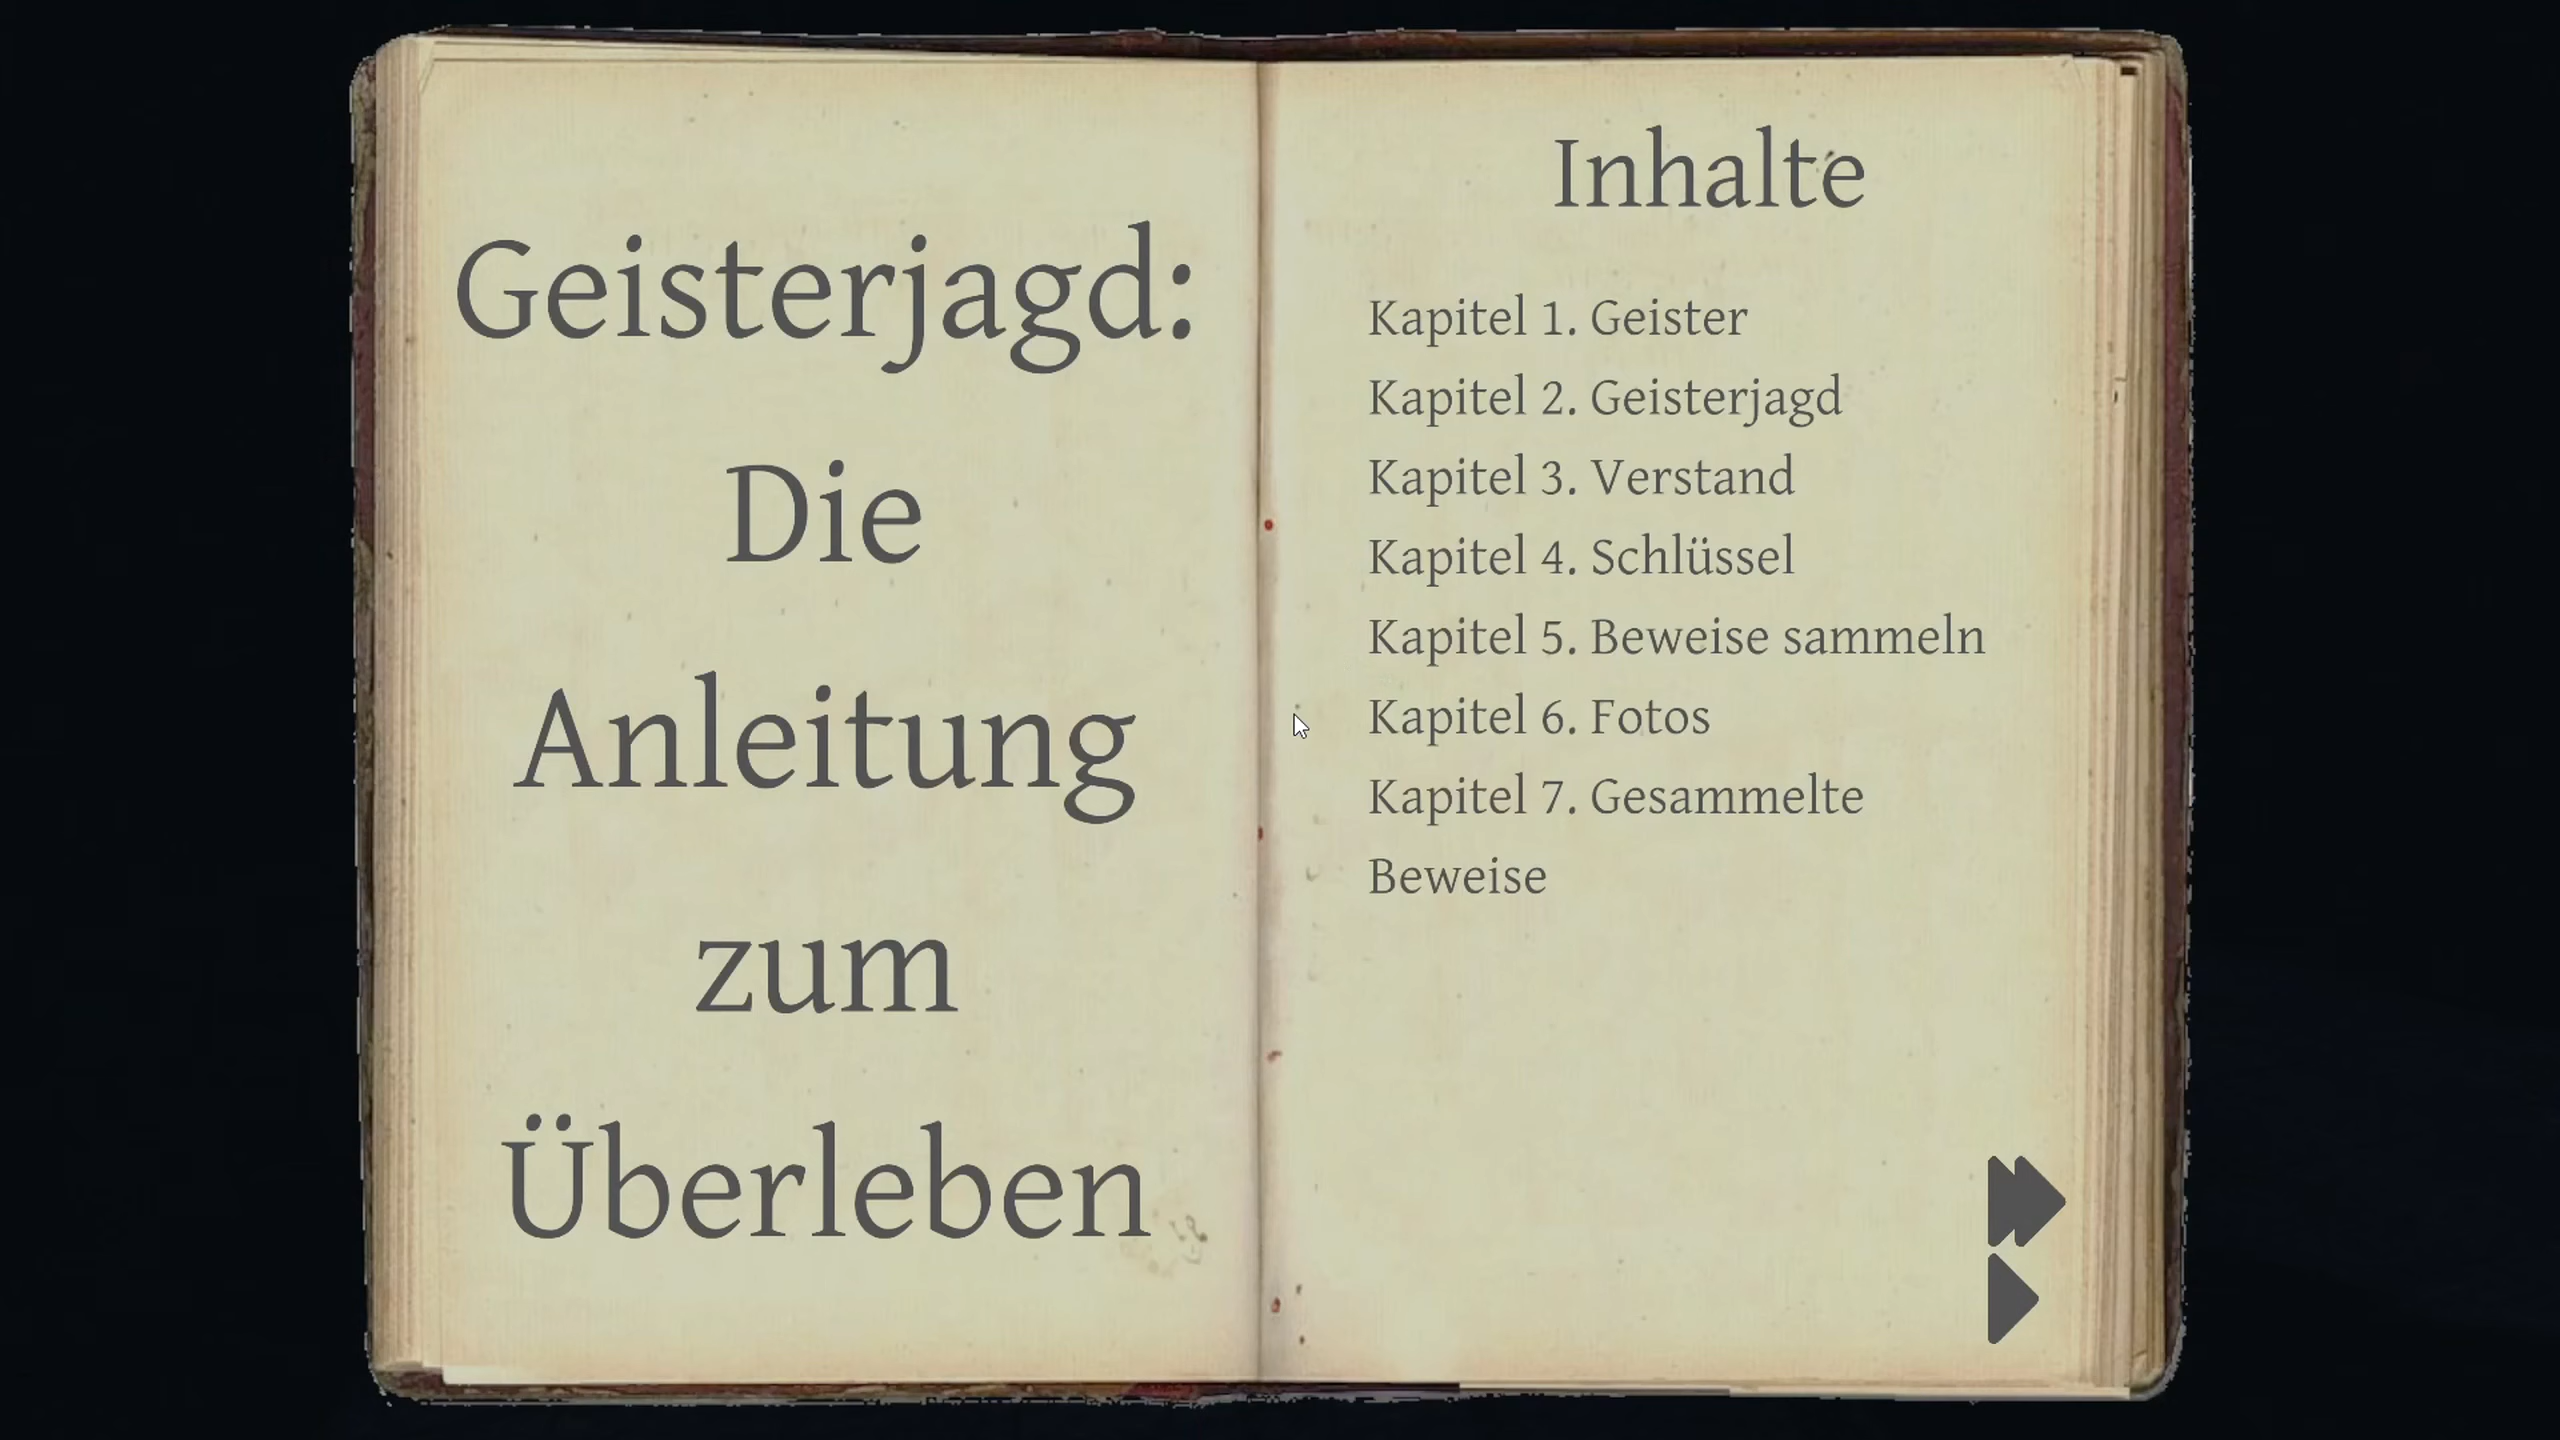 Geisterjagd:
Die
Anleitung
zum
Überleben
Inhalte
Kapitel 1. Geister
Kapitel 2. Geisterjagd
Kapitel 3. Verstand
Kapitel 4. Schlüssel
Kapitel 5. Beweise sammeln
Kapitel 6. Fotos
Kapitel 7. Gesammelte
Beweise